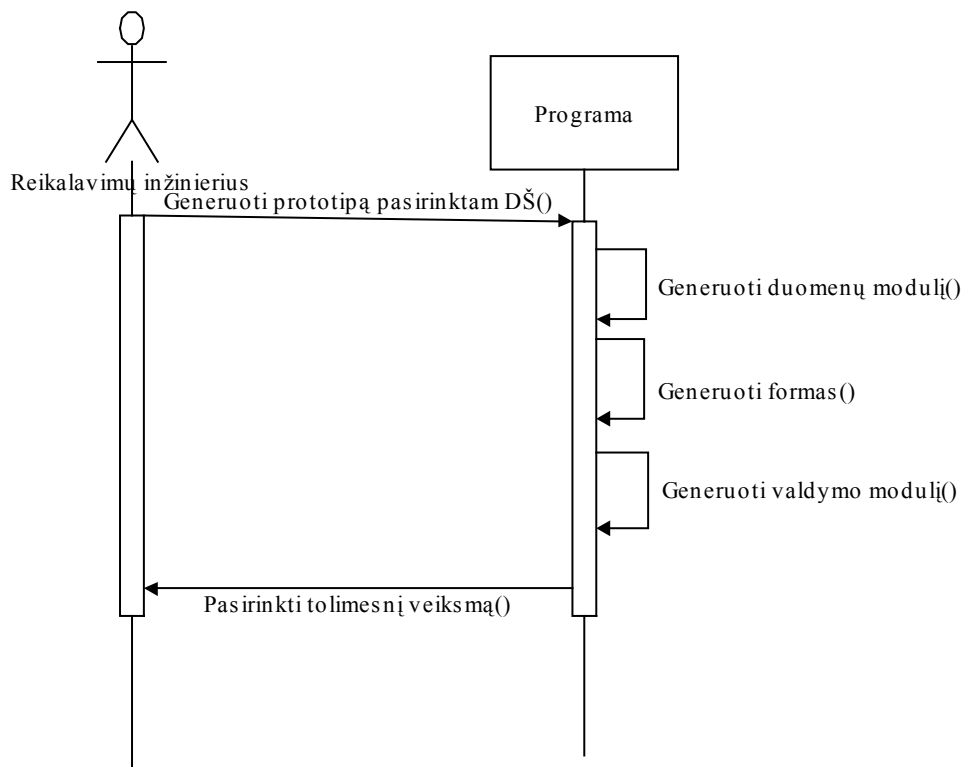 Programa
Reikalavimų inžinierius
Generuoti prototipą pasirinktam DŠ()
Generuoti duomenų modulį()
Generuoti formas()
Generuoti valdymo modulį()
Pasirinkti tolimesnį veiksmą()